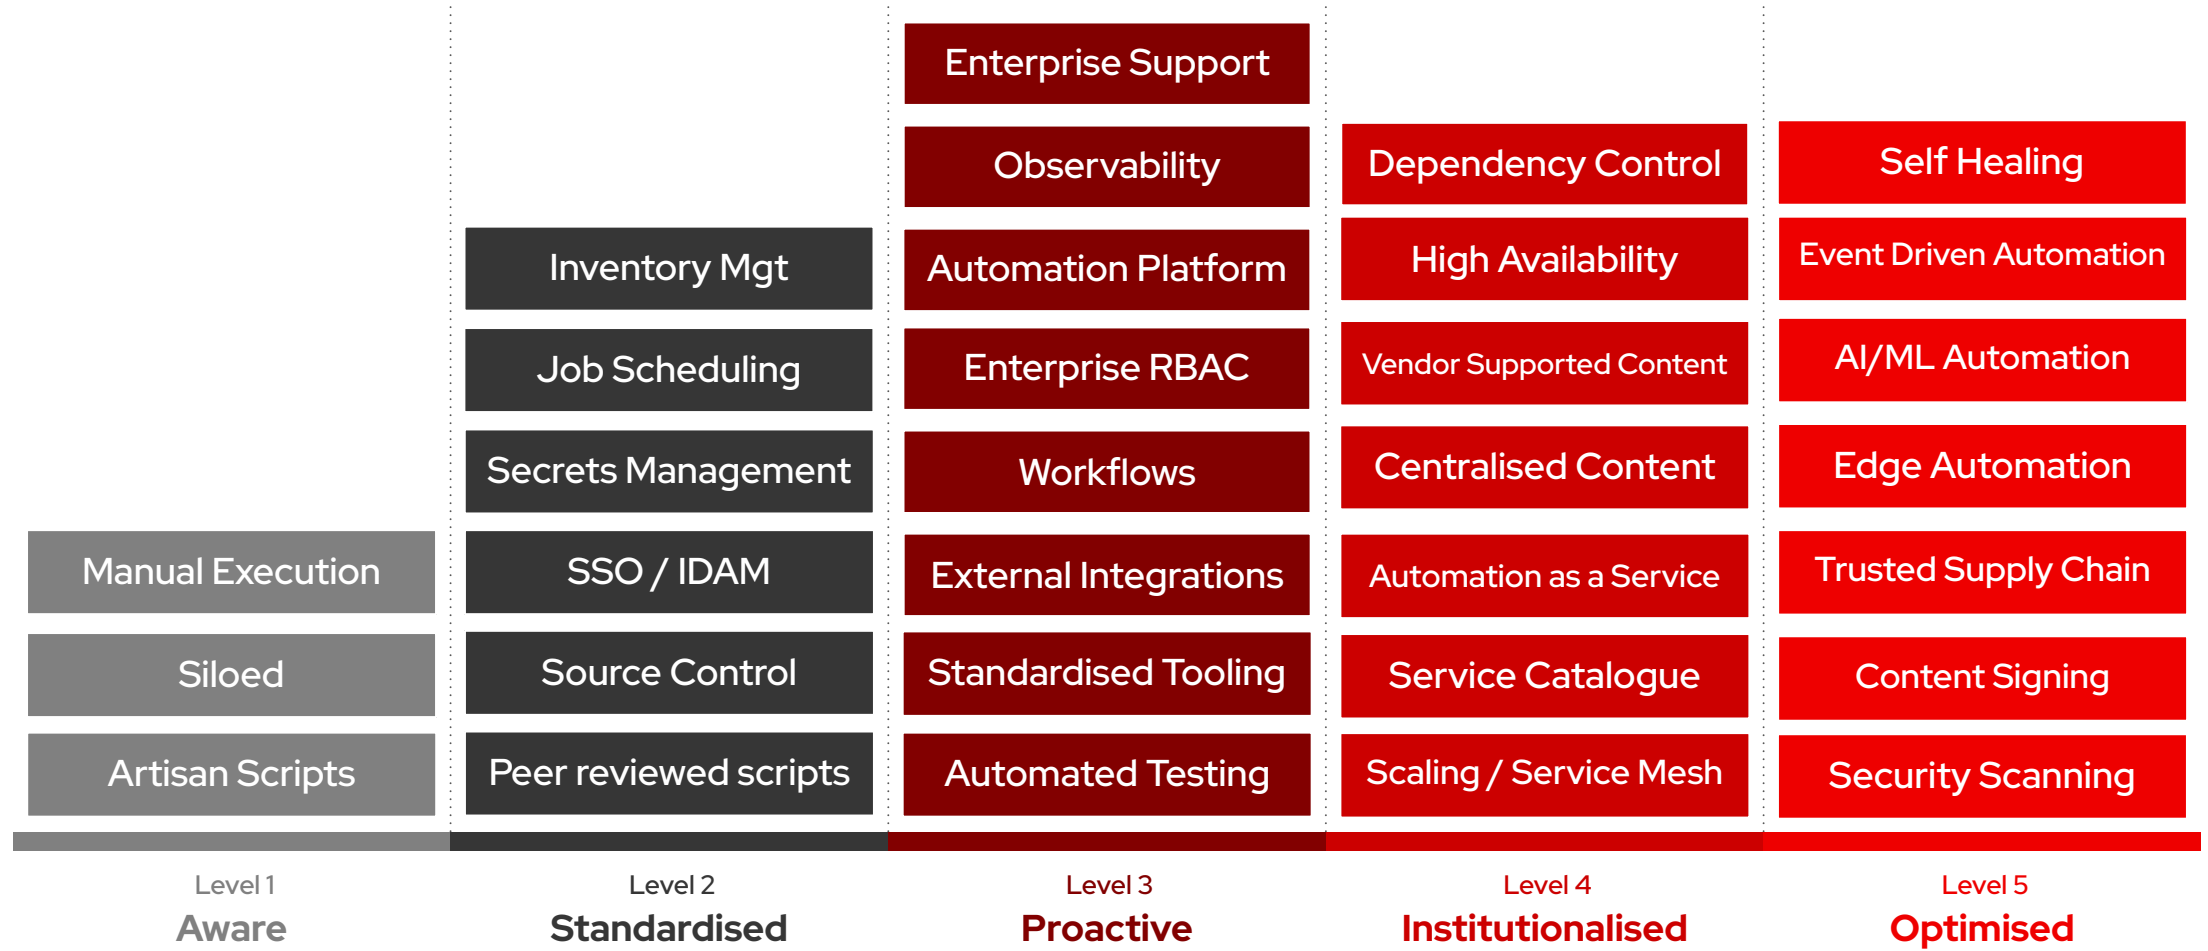 Manual Execution
Siloed
Artisan Scripts
Level 1
Aware
Inventory Mgt
Job Scheduling
Secrets Management
SSO / IDAM
Source Control
Peer reviewed scripts
Level 2
Standardised
Enterprise Support
Observability
Automation Platform
Enterprise RBAC
Workflows
External Integrations
Standardised Tooling
Automated Testing
Level 3
Proactive
Dependency Control
High Availability
Vendor Supported Content
Centralised Content
Automation as a Service
Service Catalogue
Scaling / Service Mesh
Level 4
Institutionalised
Self Healing
Event Driven Automation
AI/ML Automation
Edge Automation
Trusted Supply Chain
Content Signing
Security Scanning
Level 5
Optimised